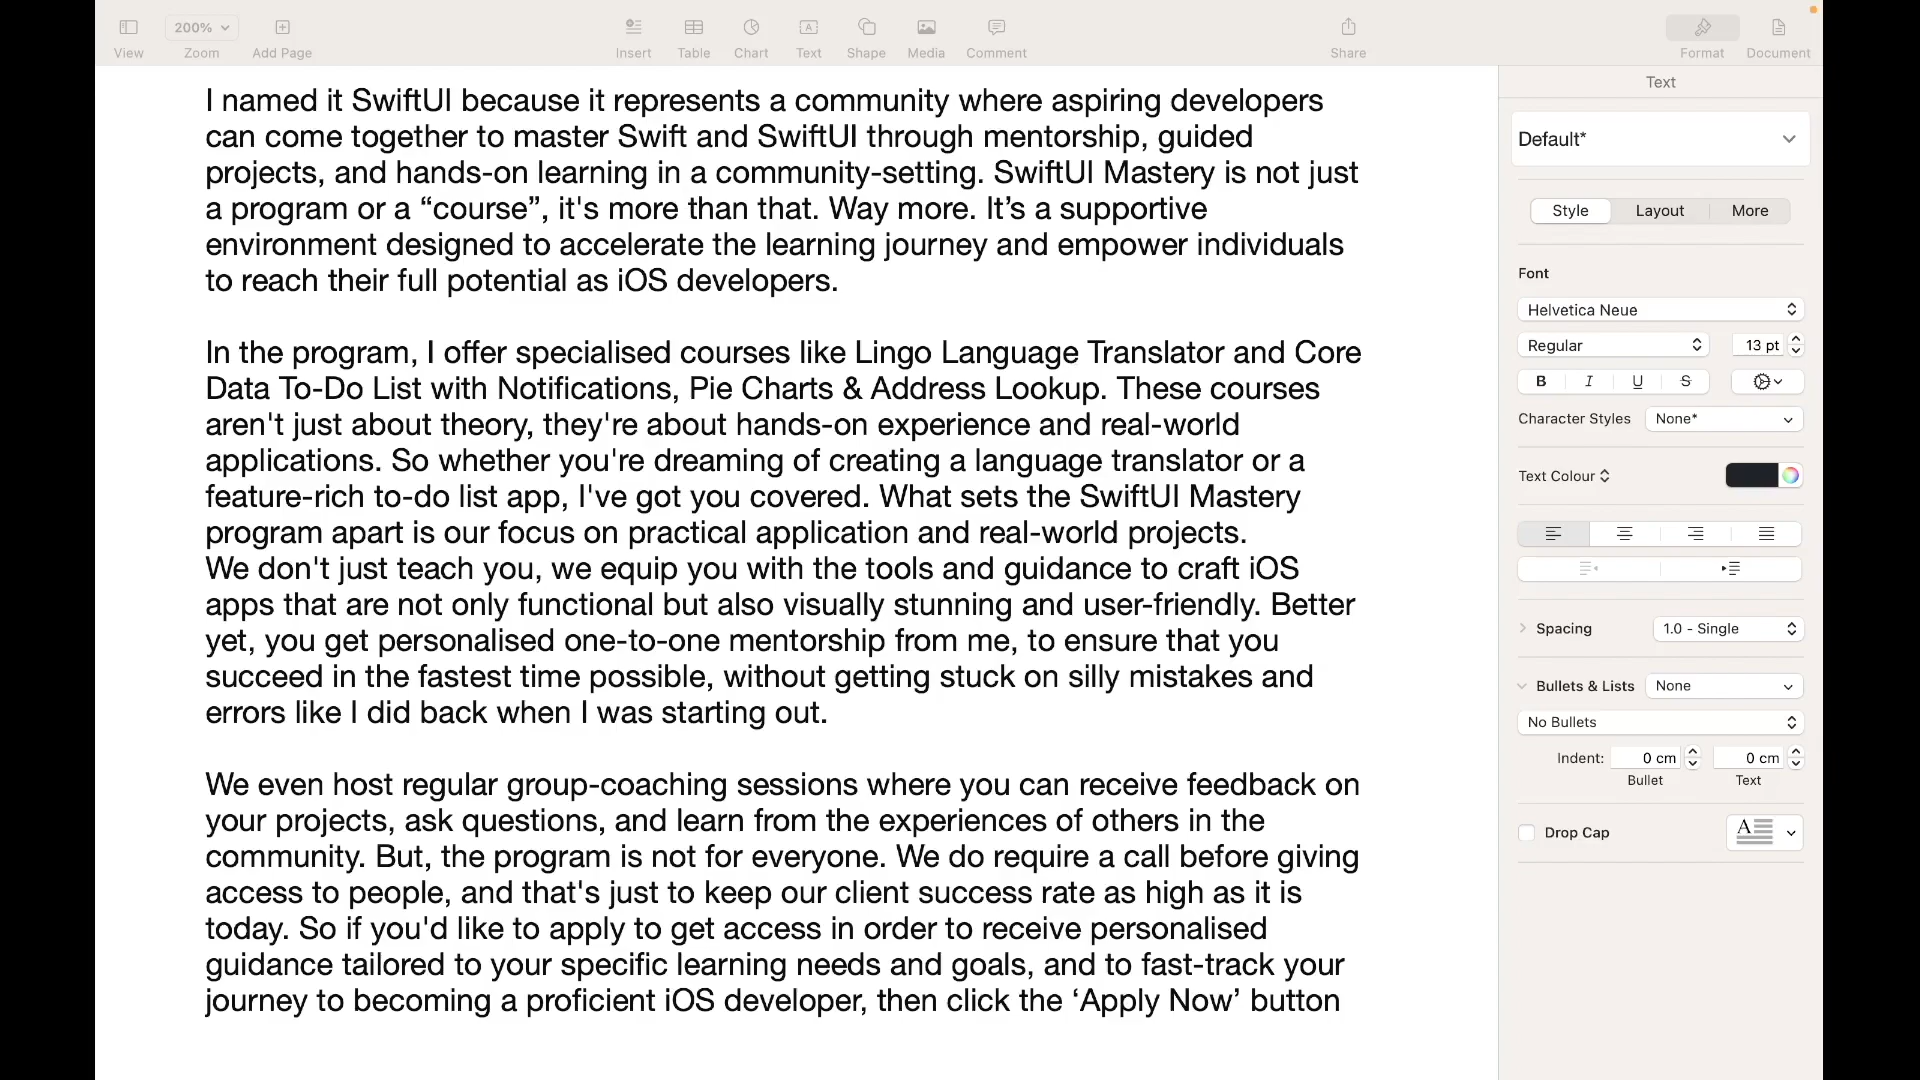 200%
View
Zoom
Add Page
Insert
Table
Chart
Text
Shape
Media
Comment
Share
Format
Document
I named it SwiftUI because it represents a community where aspiring developers
can come together to master Swift and SwiftUI through mentorship, guided
projects, and hands-on learning in a community-setting. SwiftUI Mastery is not just
a program or a “course”, it's more than that. Way more. It’s a supportive
environment designed to accelerate the learning journey and empower individuals
to reach their full potential as iOS developers.
In the program, I offer specialised courses like Lingo Language Translator and Core
Data To-Do List with Notifications, Pie Charts & Address Lookup. These courses
aren't just about theory, they're about hands-on experience and real-world
applications. So whether you're dreaming of creating a language translator or a
feature-rich to-do list app, I've got you covered. What sets the SwiftUI Mastery
program apart is our focus on practical application and real-world projects.
We don't just teach you, we equip you with the tools and guidance to craft iOS
apps that are not only functional but also visually stunning and user-friendly. Better
yet, you get personalised one-to-one mentorship from me, to ensure that you
succeed in the fastest time possible, without getting stuck on silly mistakes and
errors like I did back when I was starting out.
We even host regular group-coaching sessions where you can receive feedback on
your projects, ask questions, and learn from the experiences of others in the
community. But, the program is not for everyone. We do require a call before giving
access to people, and that's just to keep our client success rate as high as it is
today. So if you'd like to apply to get access in order to receive personalised
guidance tailored to your specific learning needs and goals, and to fast-track your
journey to becoming a proficient iOS developer, then click the ‘Apply Now’ button
Text
Default*
Style
Layout
More
Font
Helvetica Neue
Regular
13 pt
B
I
U
S
Character Styles
None*
Text Colour
Spacing
1.0 - Single
Bullets & Lists
None
No Bullets
Indent:
0 cm
0 cm
Bullet
Text
Drop Cap
A